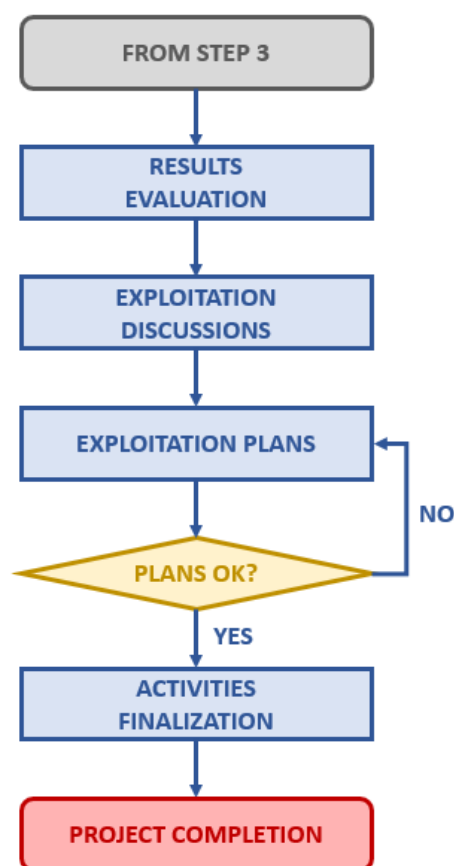 FROM STEP 3
RESULTS
EVALUATION
EXPLOITATION
DISCUSSIONS
EXPLOITATION PLANS
NO
PLANS OK?
YES
ACTIVITIES
FINALIZATION
PROJECT COMPLETION